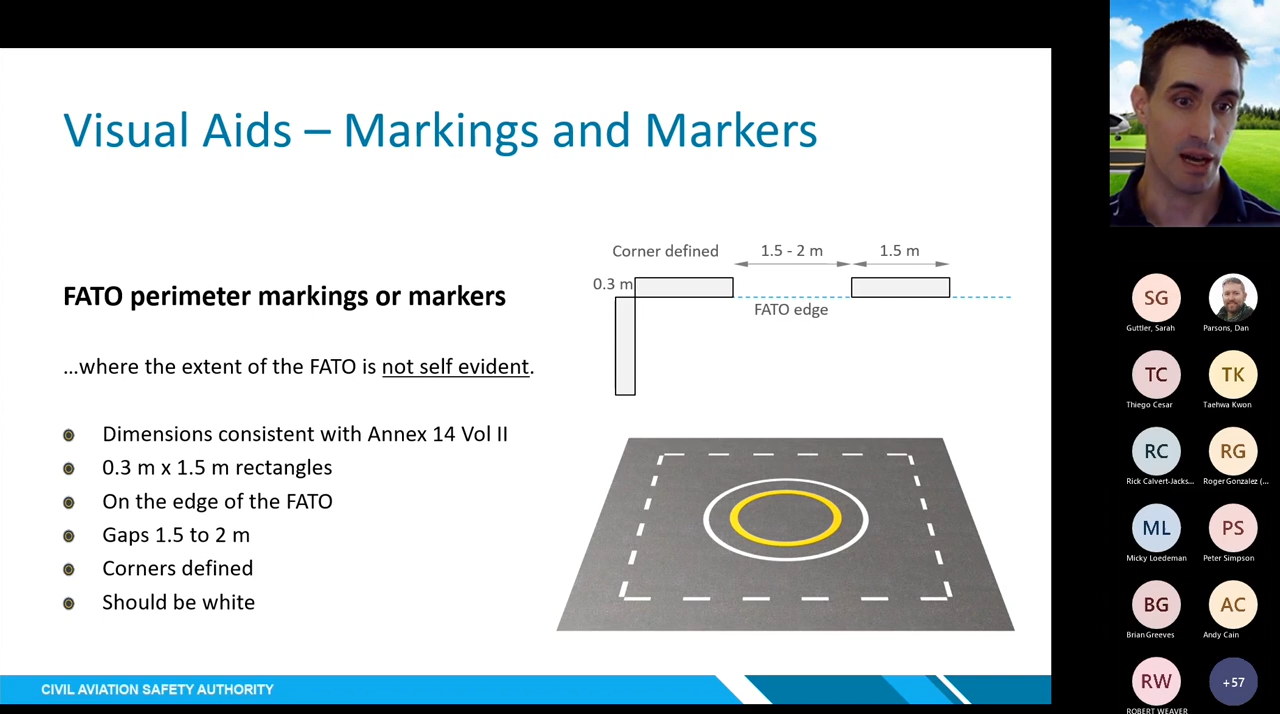 Visual Aids – Markings and Markers
FATO perimeter markings or markers
...where the extent of the FATO is not self evident.
Dimensions consistent with Annex 14 Vol II
0.3 m x 1.5 m rectangles
On the edge of the FATO
Gaps 1.5 to 2 m
Corners defined
Should be white
Corner defined
1.5 - 2 m
1.5 m
0.3 m
FATO edge
CIVIL AVIATION SAFETY AUTHORITY
SG
Guttler, Sarah
Parsons, Dan
TC
Thiego Cesar
TK
Taehwa Kwon
RC
Rick Calvert-Jacks...
RG
Roger Gonzalez (...
ML
Micky Loedeman
PS
Peter Simpson
BG
Brian Greeves
AC
Andy Cain
RW
ROBERT WEAVER
+57